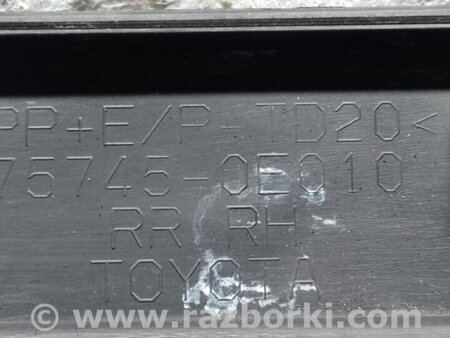 PP+E/P-TD20<
75745-0E010
RR RH
TOYOTA
© www.razborki.com